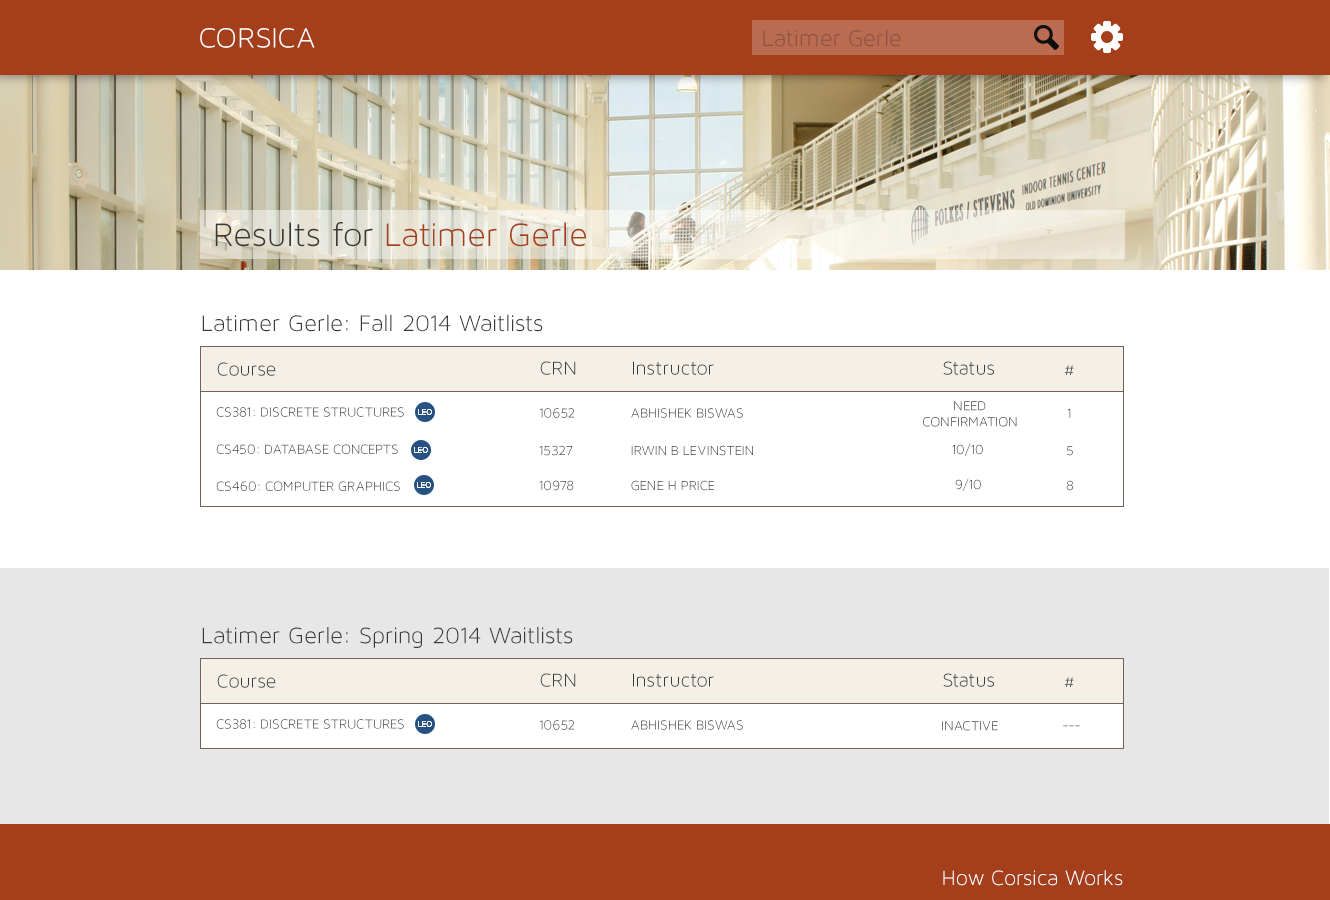 CORSICA
Latimer Gerle
FOLKES / STEVENS INDOOR TENNIS CENTER
OLD DOMINION UNIVERSITY
Results for Latimer Gerle
Latimer Gerle: Fall 2014 Waitlists
Course CRN Instructor Status #
CS381: DISCRETE STRUCTURES LEO 10652 ABHISHEK BISWAS NEED CONFIRMATION 1
CS450: DATABASE CONCEPTS LEO 15327 IRWIN B LEVINSTEIN 10/10 5
CS460: COMPUTER GRAPHICS LEO 10978 GENE H PRICE 9/10 8
Latimer Gerle: Spring 2014 Waitlists
Course CRN Instructor Status #
CS381: DISCRETE STRUCTURES LEO 10652 ABHISHEK BISWAS INACTIVE ---
How Corsica Works